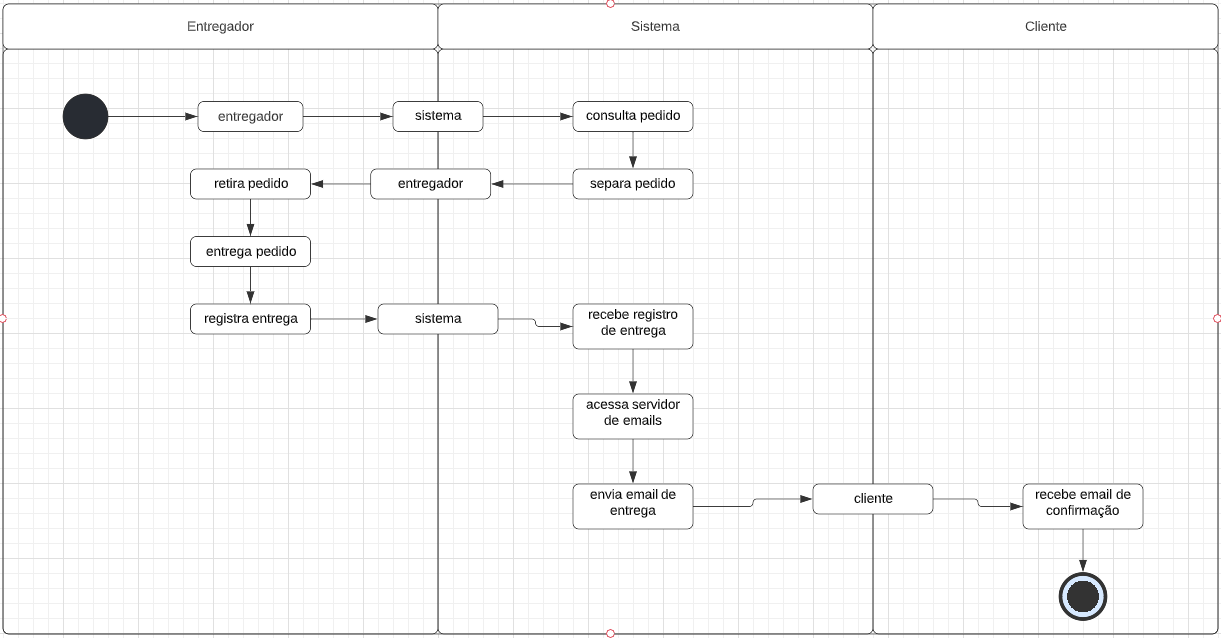 Entregador
Sistema
Cliente
entregador
sistema
consulta pedido
retira pedido
entregador
separa pedido
entrega pedido
registra entrega
sistema
recebe registro
de entrega
acessa servidor
de emails
envia email de
entrega
cliente
recebe email de
confirmação